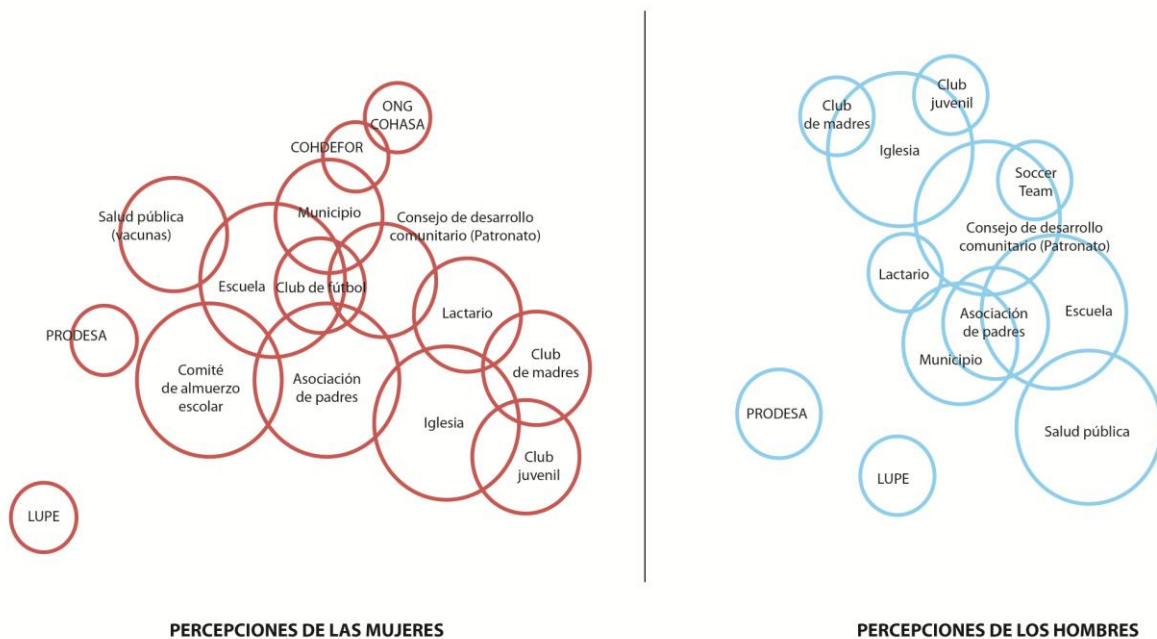 ONG
COHASA
COHDEFOR
Salud pública
(vacunas)
Municipio
Consejo de desarrollo
comunitario (Patronato)
Escuela
Club de fútbol
Lactario
PRODESA
Comité
de almuerzo
escolar
Asociación
de padres
Club
de madres
Iglesia
Club
juvenil
LUPE
PERCEPCIONES DE LAS MUJERES
Club
de madres
Club
juvenil
Iglesia
Soccer
Team
Consejo de desarrollo
comunitario (Patronato)
Lactario
Asociación
de padres
Escuela
Municipio
PRODESA
Salud pública
LUPE
PERCEPCIONES DE LOS HOMBRES